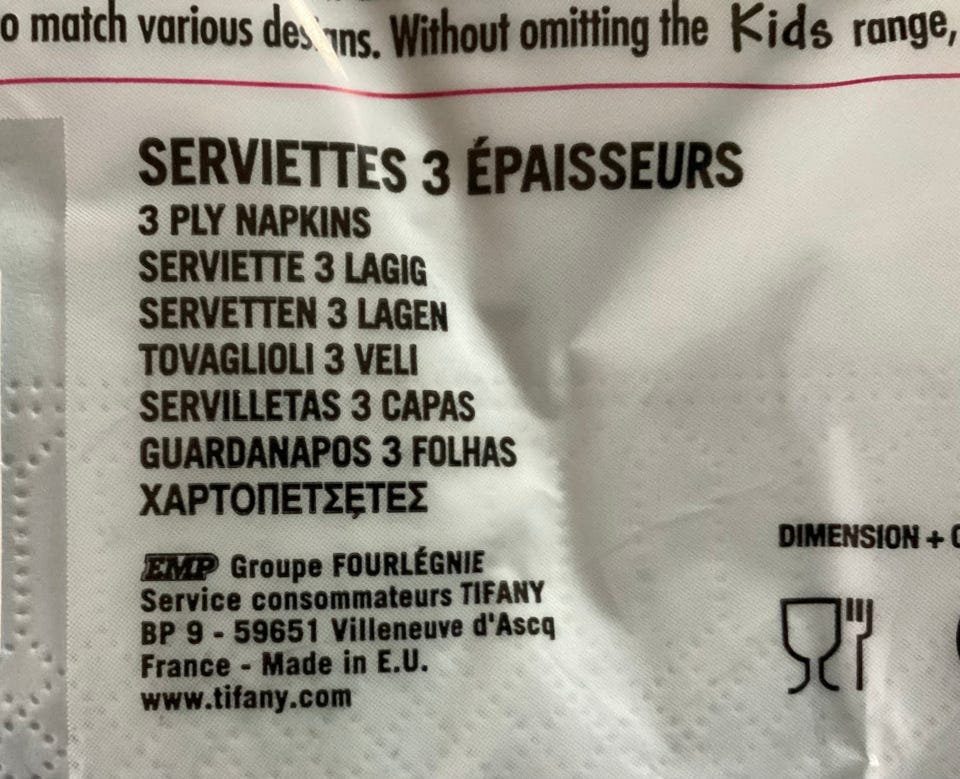 o match various designs. Without omitting the Kids range,
SERVIETTES 3 ÉPAISSEURS
3 PLY NAPKINS
SERVIETTE 3 LAGIG
SERVETTEN 3 LAGEN
TOVAGLIOLI 3 VELI
SERVILLETAS 3 CAPAS
GUARDANAPOS 3 FOLHAS
ΧΑΡΤΟΠΕΤΣΕΤΕΣ
EMP Groupe FOURLÉGNIE
Service consommateurs TIFANY
BP 9 - 59651 Villeneuve d'Ascq
France - Made in E.U.
www.tifany.com
DIMENSION +